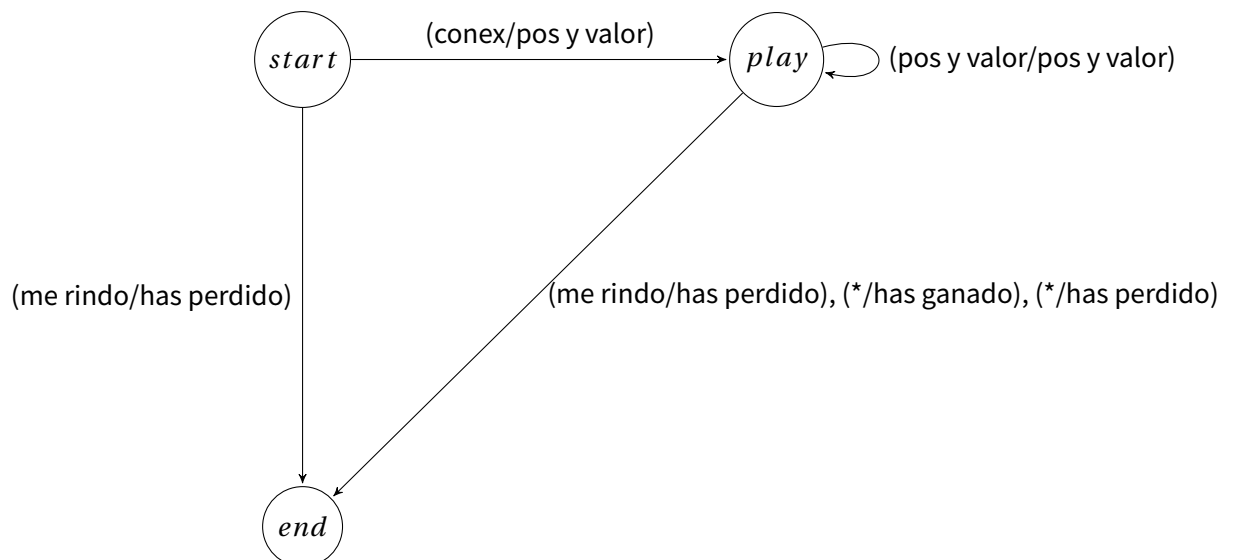 (conex/pos y valor)
start
play
(pos y valor/pos y valor)
(me rindo/has perdido)
(me rindo/has perdido), (*/has ganado), (*/has perdido)
end